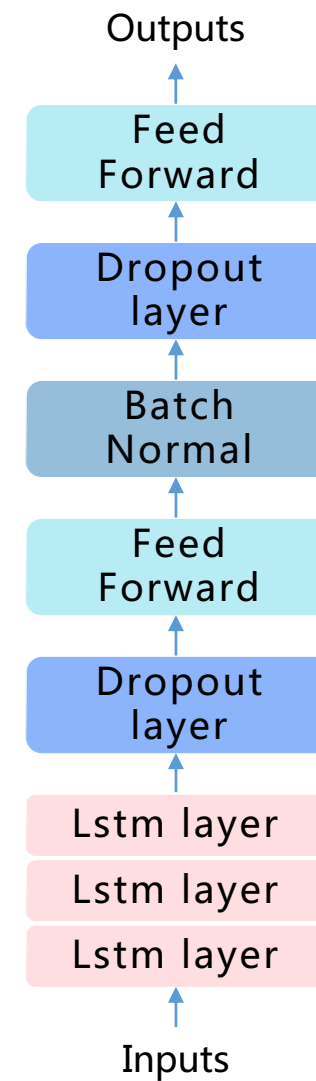 Outputs
Feed
Forward
Dropout
layer
Batch
Normal
Feed
Forward
Dropout
layer
Lstm layer
Lstm layer
Lstm layer
Inputs